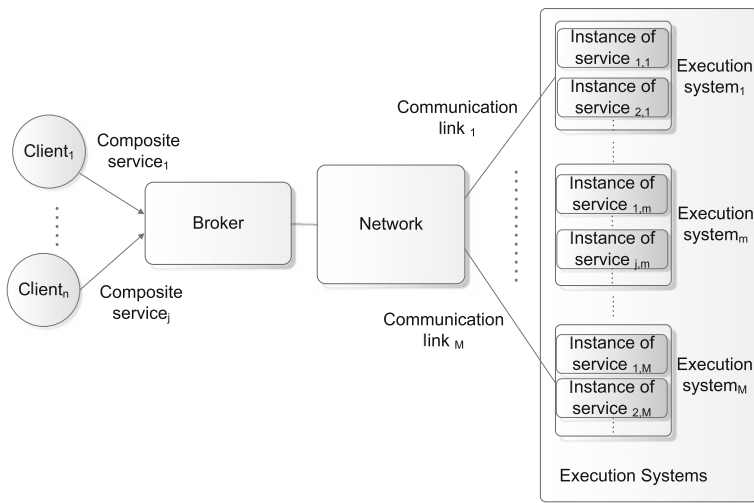 Client₁
Composite
service₁
Clientₙ
Composite
serviceⱼ
Broker
Network
Communication
link ₁
Communication
link M
Instance of
service ₁,₁
Instance of
service ₂,₁
Execution
system₁
Instance of
service 1,m
Instance of
service j,m
Execution
systemₘ
Instance of
service 1,M
Instance of
service 2,M
Execution
systemM
Execution Systems